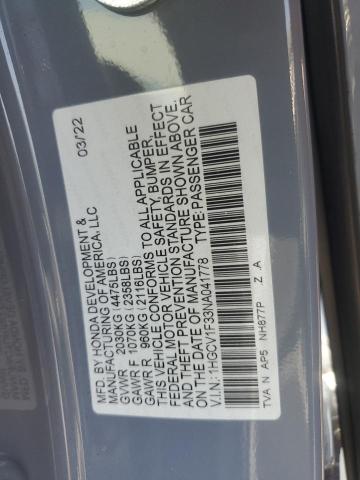 MFD. BY HONDA DEVELOPMENT & 03/22
MANUFACTURING OF AMERICA, LLC
GVWR 2030KG (4475LBS)
GAWR F 1070KG (2358LBS)
GAWR R 960KG (2116LBS)
THIS VEHICLE CONFORMS TO ALL APPLICABLE
FEDERAL MOTOR VEHICLE SAFETY, BUMPER,
AND THEFT PREVENTION STANDARDS IN EFFECT
ON THE DATE OF MANUFACTURE SHOWN ABOVE.
V.I.N.: 1HGCV1F33NA041778 TYPE:PASSENGER CAR
TVA N AP5 NH877P Z A